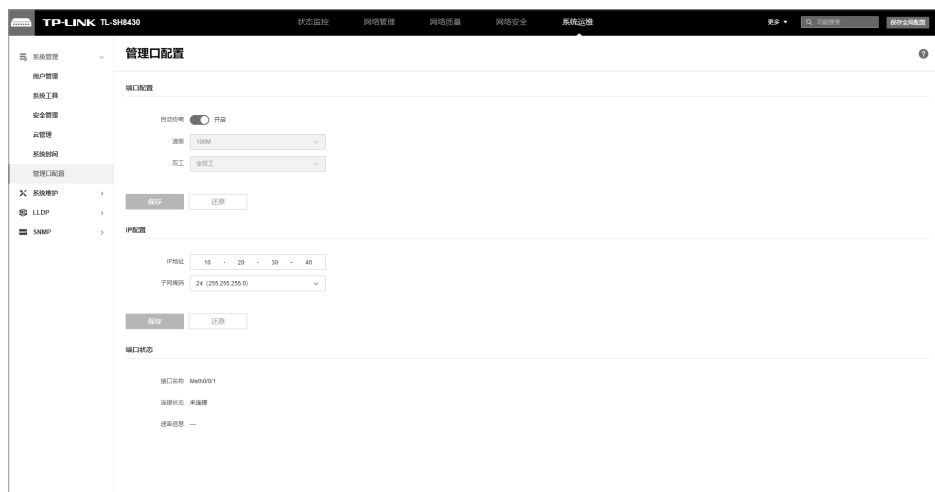 TP-LINK TL-SH8430 状态监控 网络管理 网络质量 网络安全 系统运维 更多 功能搜索 保存全局配置
系统管理
用户管理
系统工具
安全管理
云管理
系统时间
管理口配置
系统维护
LLDP
SNMP
管理口配置
?
端口配置
自动协商 开启
速率 100M
双工 全双工
保存 还原
IP配置
IP地址 10 . 20 . 30 . 40
子网掩码 24 (255.255.255.0)
保存 还原
端口状态
接口名称 Meth0/0/1
连接状态 未连接
速率信息 ---